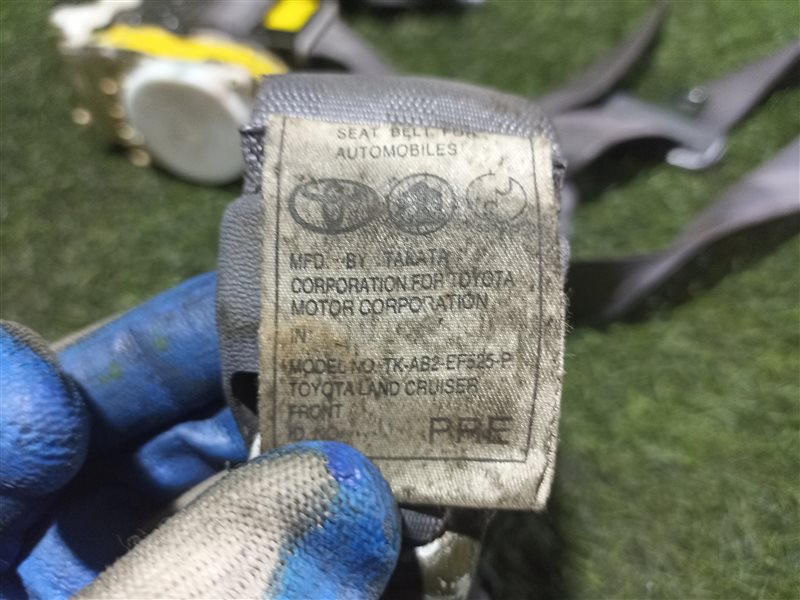 SEAT BELT FOR
AUTOMOBILES
MFD. BY TAKATA
CORPORATION FOR TOYOTA
MOTOR CORPORATION
IN
MODEL NO: TK-AB2-EF525-P
TOYOTA LAND CRUISER
FRONT
PRE